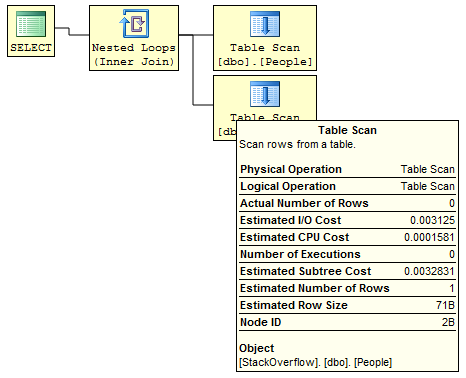 SELECT
Nested Loops
(Inner Join)
Table Scan
[dbo].[People]
Table Scan
Table Scan
Scan rows from a table.
Physical Operation Table Scan
Logical Operation Table Scan
Actual Number of Rows 0
Estimated I/O Cost 0.003125
Estimated CPU Cost 0.0001581
Number of Executions 0
Estimated Subtree Cost 0.0032831
Estimated Number of Rows 1
Estimated Row Size 71B
Node ID 2B
Object
[StackOverflow]. [dbo]. [People]